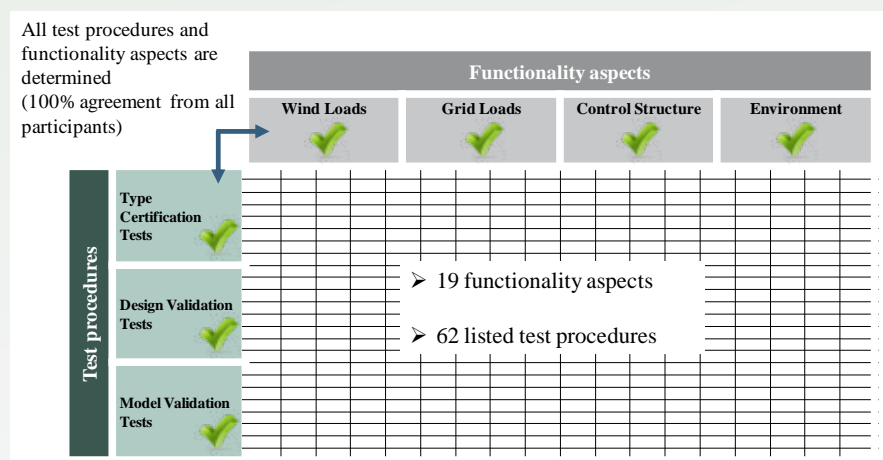 All test procedures and
functionality aspects are
determined
(100% agreement from all
participants)
Functionality aspects
Wind Loads
Grid Loads
Control Structure
Environment
Test procedures
Type
Certification
Tests
Design Validation
Tests
Model Validation
Tests
➢ 19 functionality aspects
➢ 62 listed test procedures